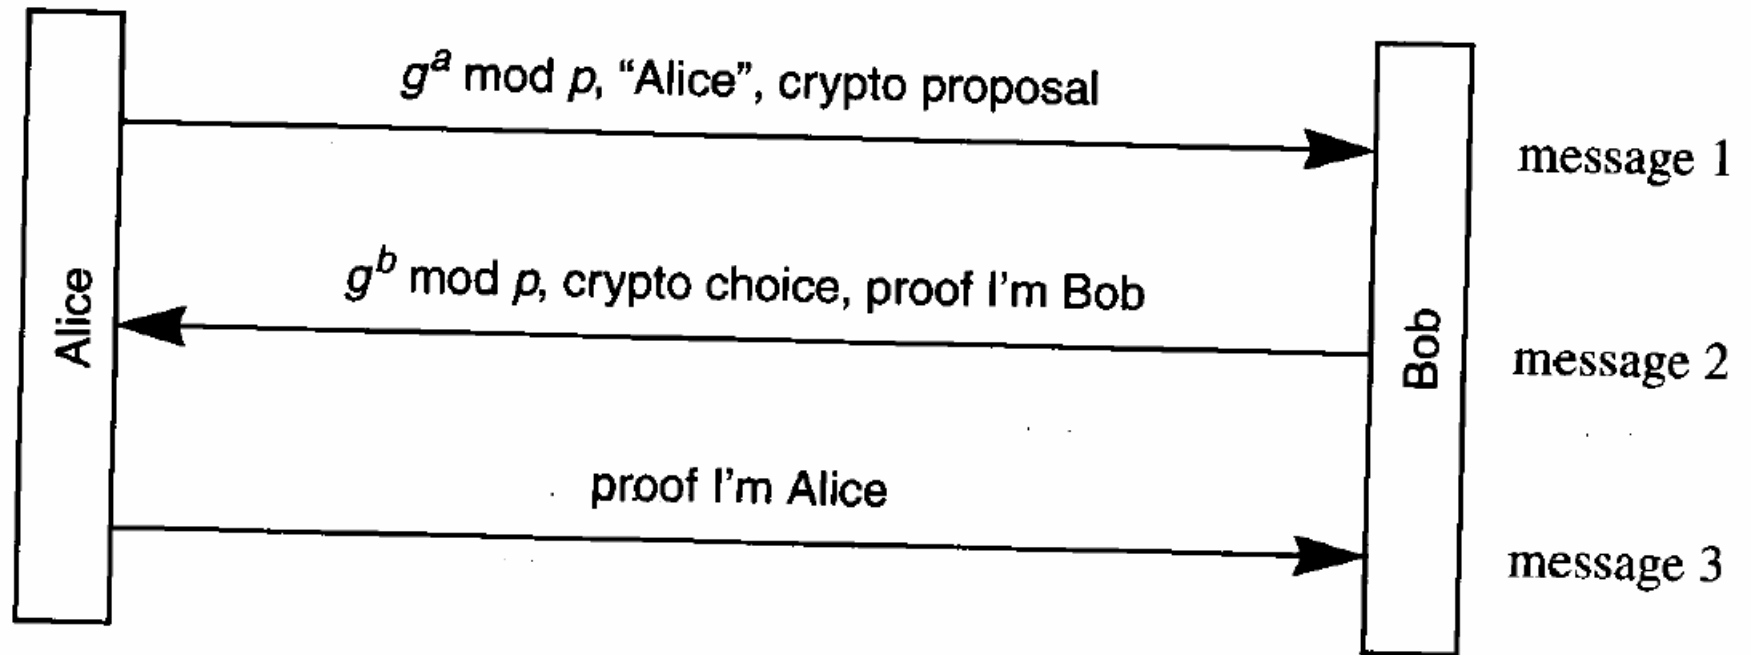 g^a mod p, “Alice”, crypto proposal
message 1
g^b mod p, crypto choice, proof I’m Bob
message 2
Alice
Bob
proof I’m Alice
message 3